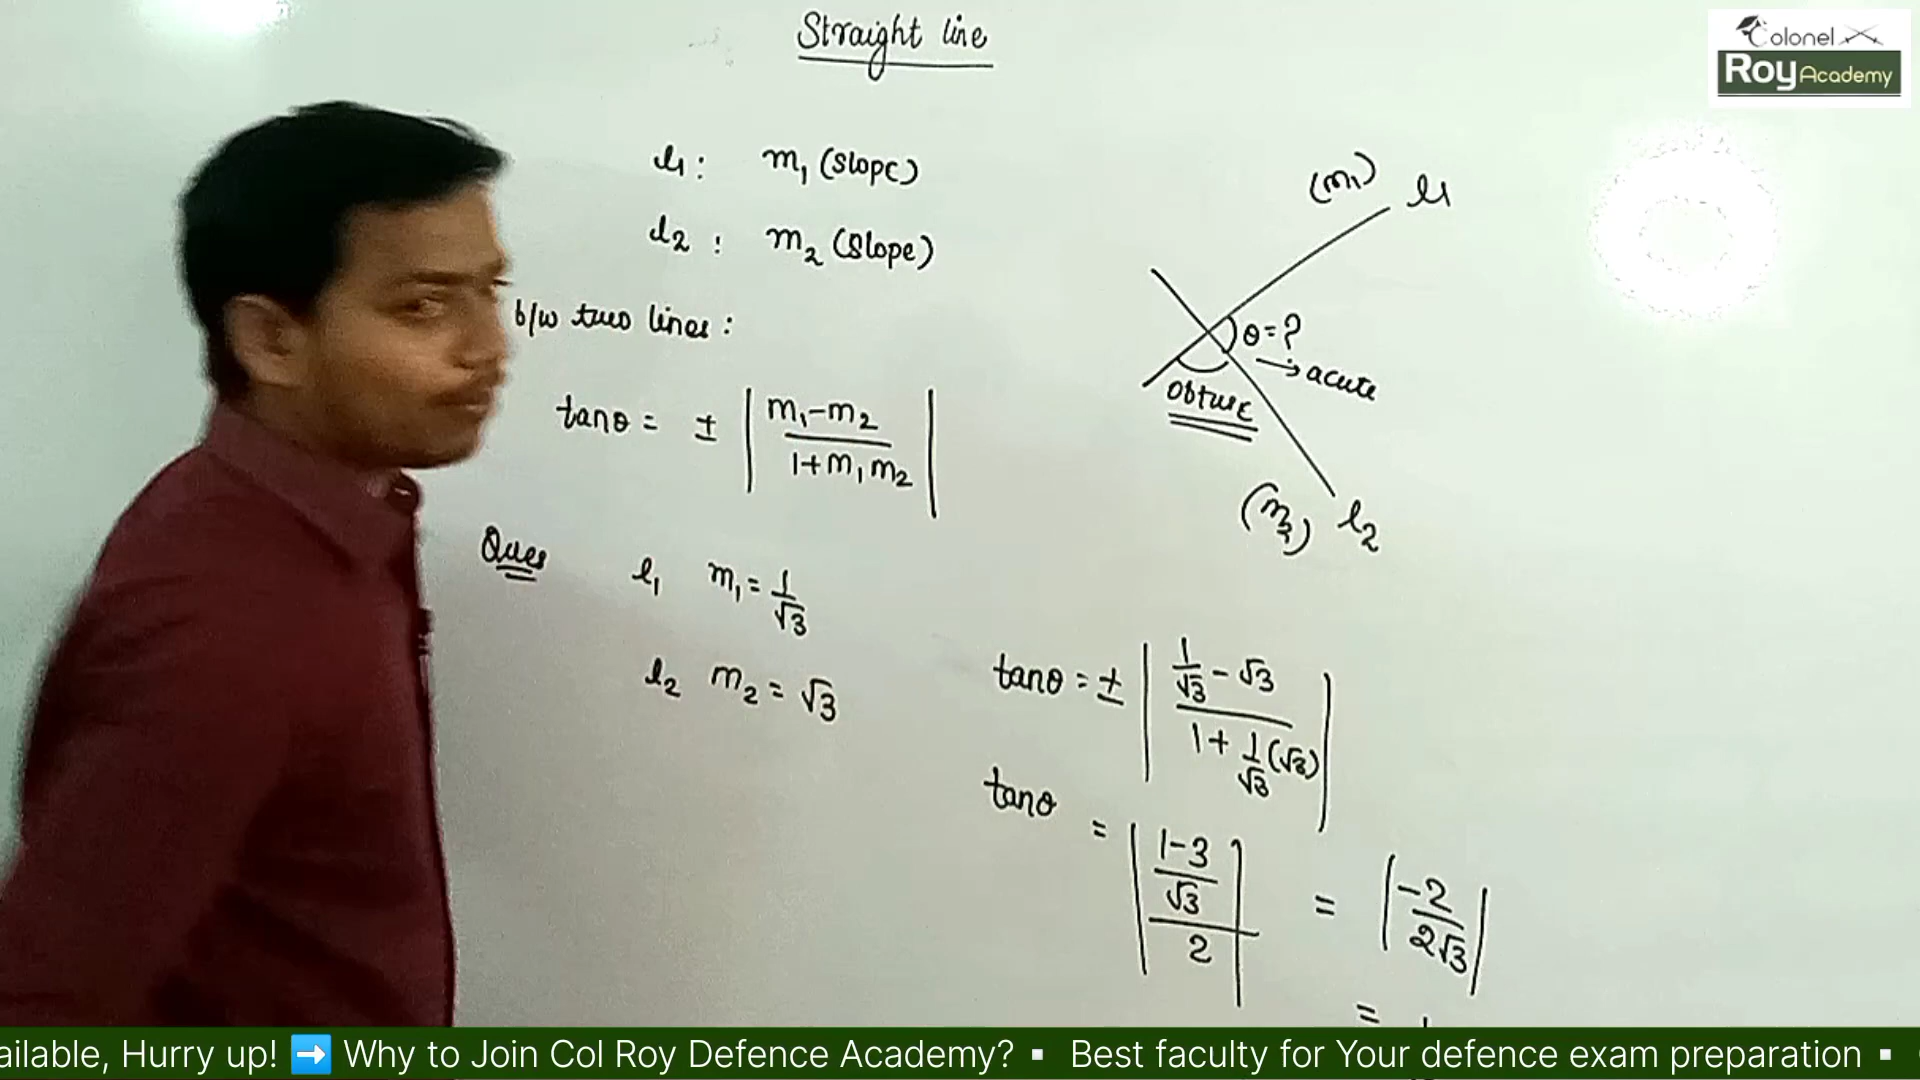 Straight line
Colonel
Roy Academy
l1 : m1 (slope)
l2 : m2 (slope)
b/w two lines :
tanθ = ± | m1-m2 / 1+m1m2 |
(m1) l1
θ=?
→ acute
obtuse
(m2) l2
Ques l1 m1 = 1/√3
l2 m2 = √3
tanθ = ± | 1/√3 - √3 / 1 + 1/√3 (√3) |
tanθ = | 1-3/√3 / 2 | = | -2 / 2√3 |
=
ailable, Hurry up! ➡️ Why to Join Col Roy Defence Academy? ▪ Best faculty for Your defence exam preparation ▪